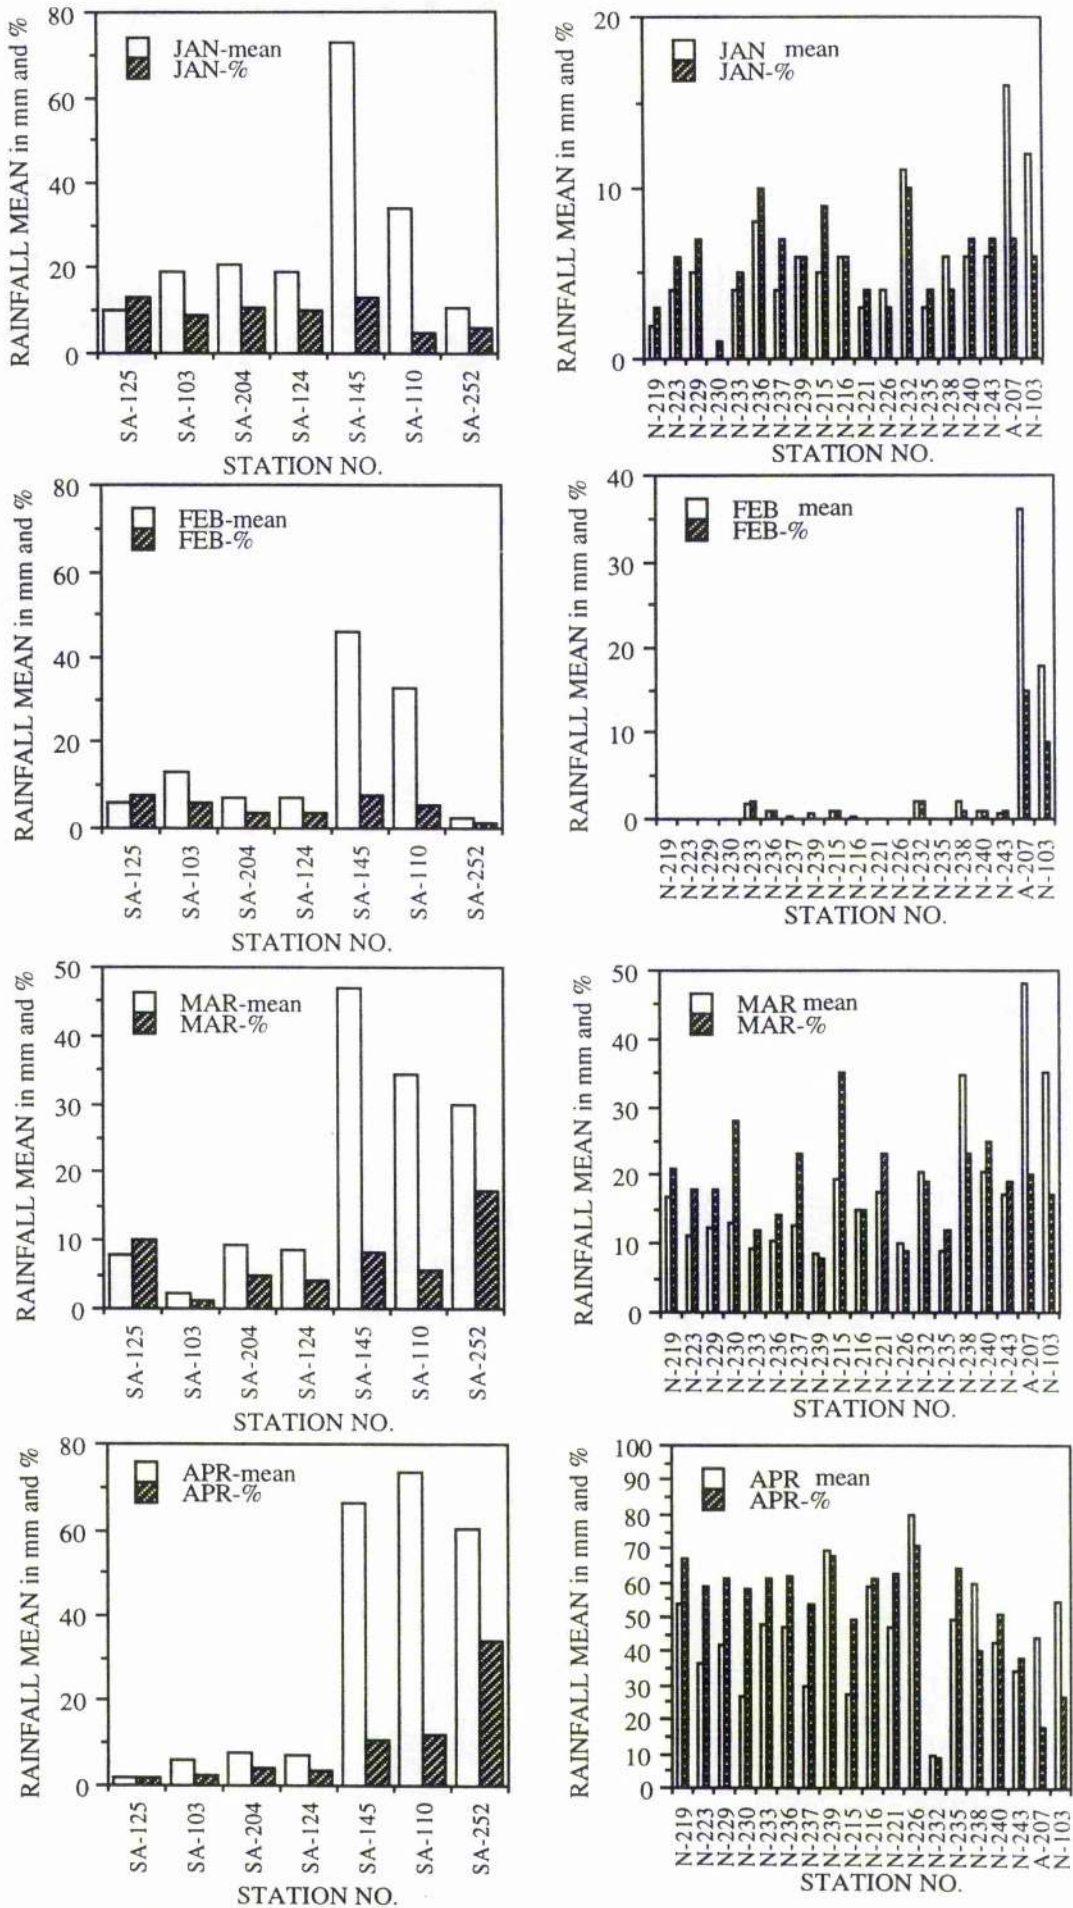 RAINFALL MEAN in mm and %
80
60
40
20
0
JAN-mean
JAN-%
SA-125
SA-103
SA-204
SA-124
SA-145
SA-110
SA-252
STATION NO.
RAINFALL MEAN in mm and %
20
10
0
JAN mean
JAN-%
N-219
N-223
N-229
N-230
N-233
N-236
N-237
N-239
N-215
N-216
N-221
N-226
N-232
N-235
N-238
N-240
N-243
A-207
N-103
STATION NO.
RAINFALL MEAN in mm and %
80
60
40
20
0
FEB-mean
FEB-%
SA-125
SA-103
SA-204
SA-124
SA-145
SA-110
SA-252
STATION NO.
RAINFALL MEAN in mm and %
40
30
20
10
0
FEB mean
FEB-%
N-219
N-223
N-229
N-230
N-233
N-236
N-237
N-239
N-215
N-216
N-221
N-226
N-232
N-235
N-238
N-240
N-243
A-207
N-103
STATION NO.
RAINFALL MEAN in mm and %
50
40
30
20
10
0
MAR-mean
MAR-%
SA-125
SA-103
SA-204
SA-124
SA-145
SA-110
SA-252
STATION NO.
RAINFALL MEAN in mm and %
50
40
30
20
10
0
MAR mean
MAR-%
N-219
N-223
N-229
N-230
N-233
N-236
N-237
N-239
N-215
N-216
N-221
N-226
N-232
N-235
N-238
N-240
N-243
A-207
N-103
STATION NO.
RAINFALL MEAN in mm and %
80
60
40
20
0
APR-mean
APR-%
SA-125
SA-103
SA-204
SA-124
SA-145
SA-110
SA-252
STATION NO.
RAINFALL MEAN in mm and %
100
90
80
70
60
50
40
30
20
10
0
APR mean
APR-%
N-219
N-223
N-229
N-230
N-233
N-236
N-237
N-239
N-215
N-216
N-221
N-226
N-232
N-235
N-238
N-240
N-243
A-207
N-103
STATION NO.